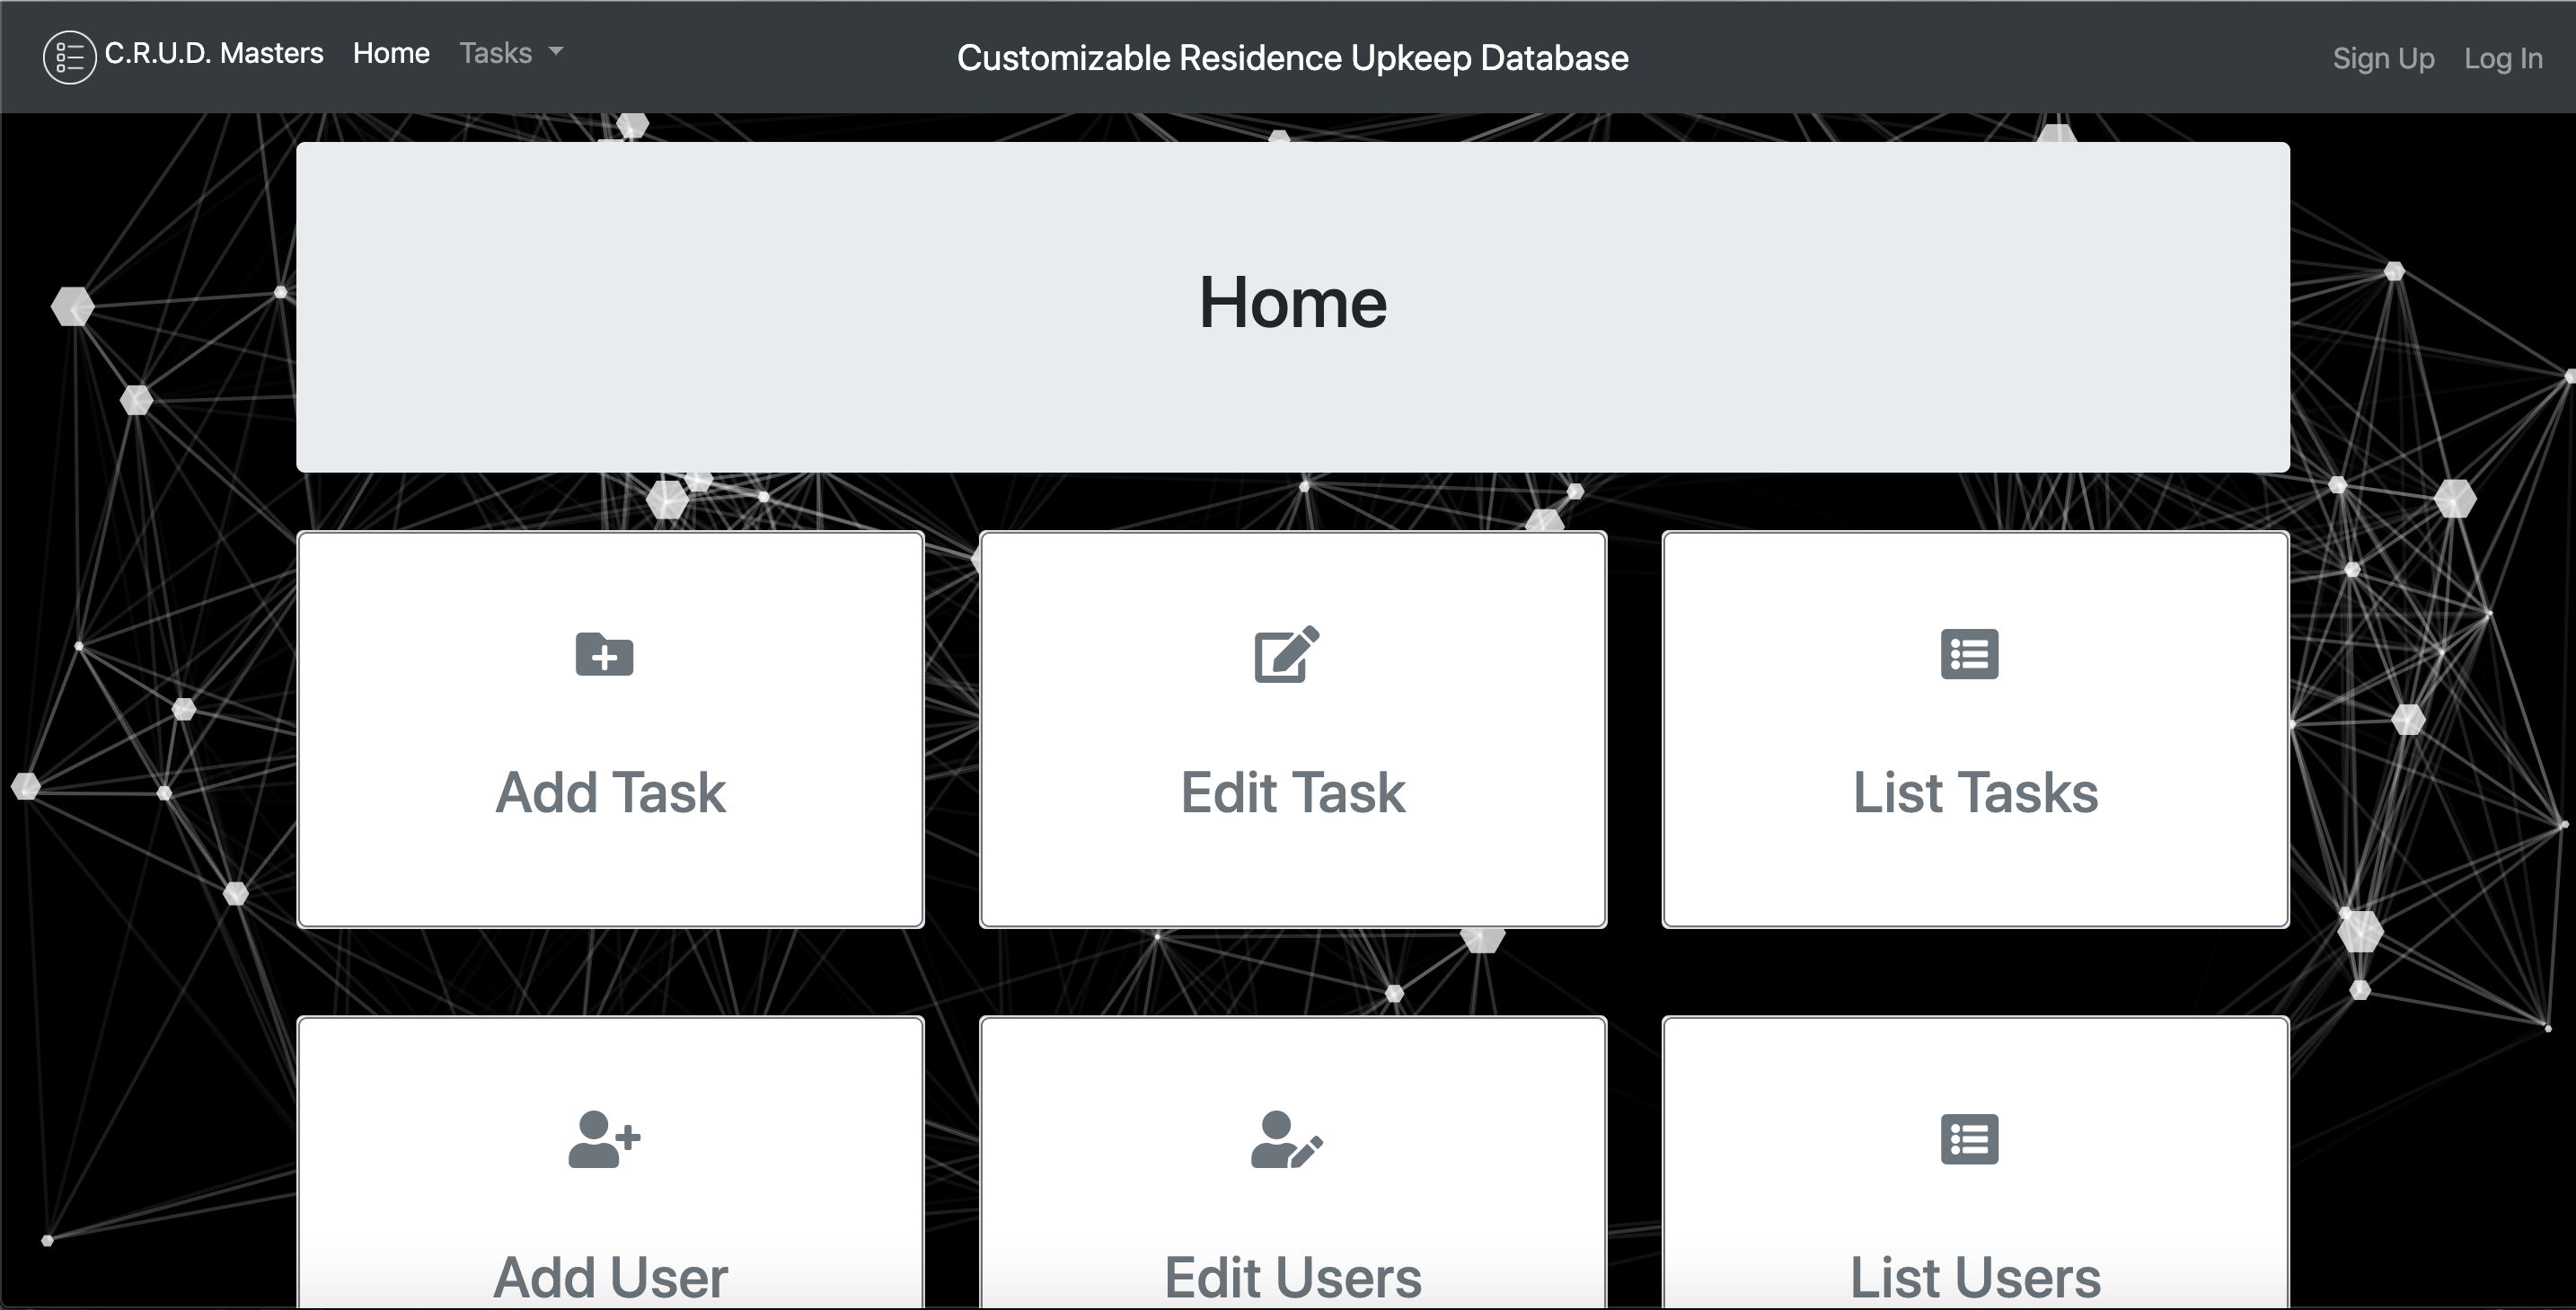 C.R.U.D. Masters Home Tasks Customizable Residence Upkeep Database Sign Up Log In
Home
Add Task Edit Task List Tasks
Add User Edit Users List Users